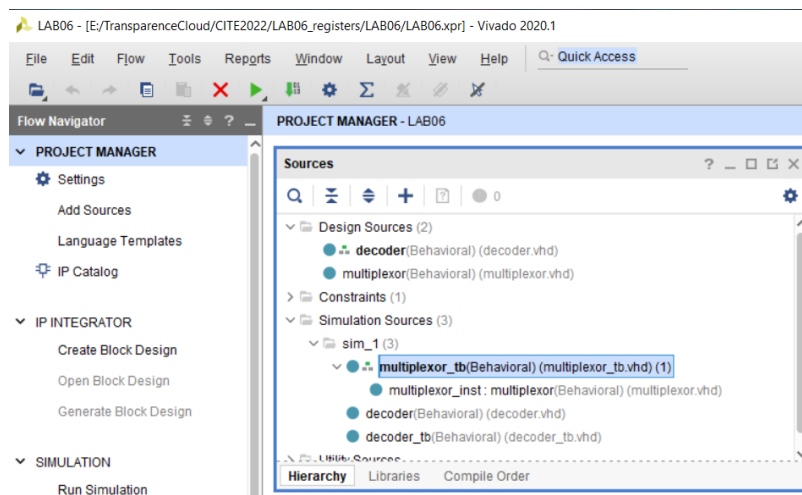 LAB06 - [E:/TransparenceCloud/CITE2022/LAB06_registers/LAB06/LAB06.xpr] - Vivado 2020.1
File Edit Flow Tools Reports Window Layout View Help Quick Access
Flow Navigator
PROJECT MANAGER - LAB06
PROJECT MANAGER
Settings
Add Sources
Language Templates
IP Catalog
IP INTEGRATOR
Create Block Design
Open Block Design
Generate Block Design
SIMULATION
Run Simulation
Sources
0
Design Sources (2)
decoder(Behavioral) (decoder.vhd)
multiplexor(Behavioral) (multiplexor.vhd)
Constraints (1)
Simulation Sources (3)
sim_1 (3)
multiplexor_tb(Behavioral) (multiplexor_tb.vhd) (1)
multiplexor_inst : multiplexor(Behavioral) (multiplexor.vhd)
decoder(Behavioral) (decoder.vhd)
decoder_tb(Behavioral) (decoder_tb.vhd)
Utility Sources
Hierarchy Libraries Compile Order